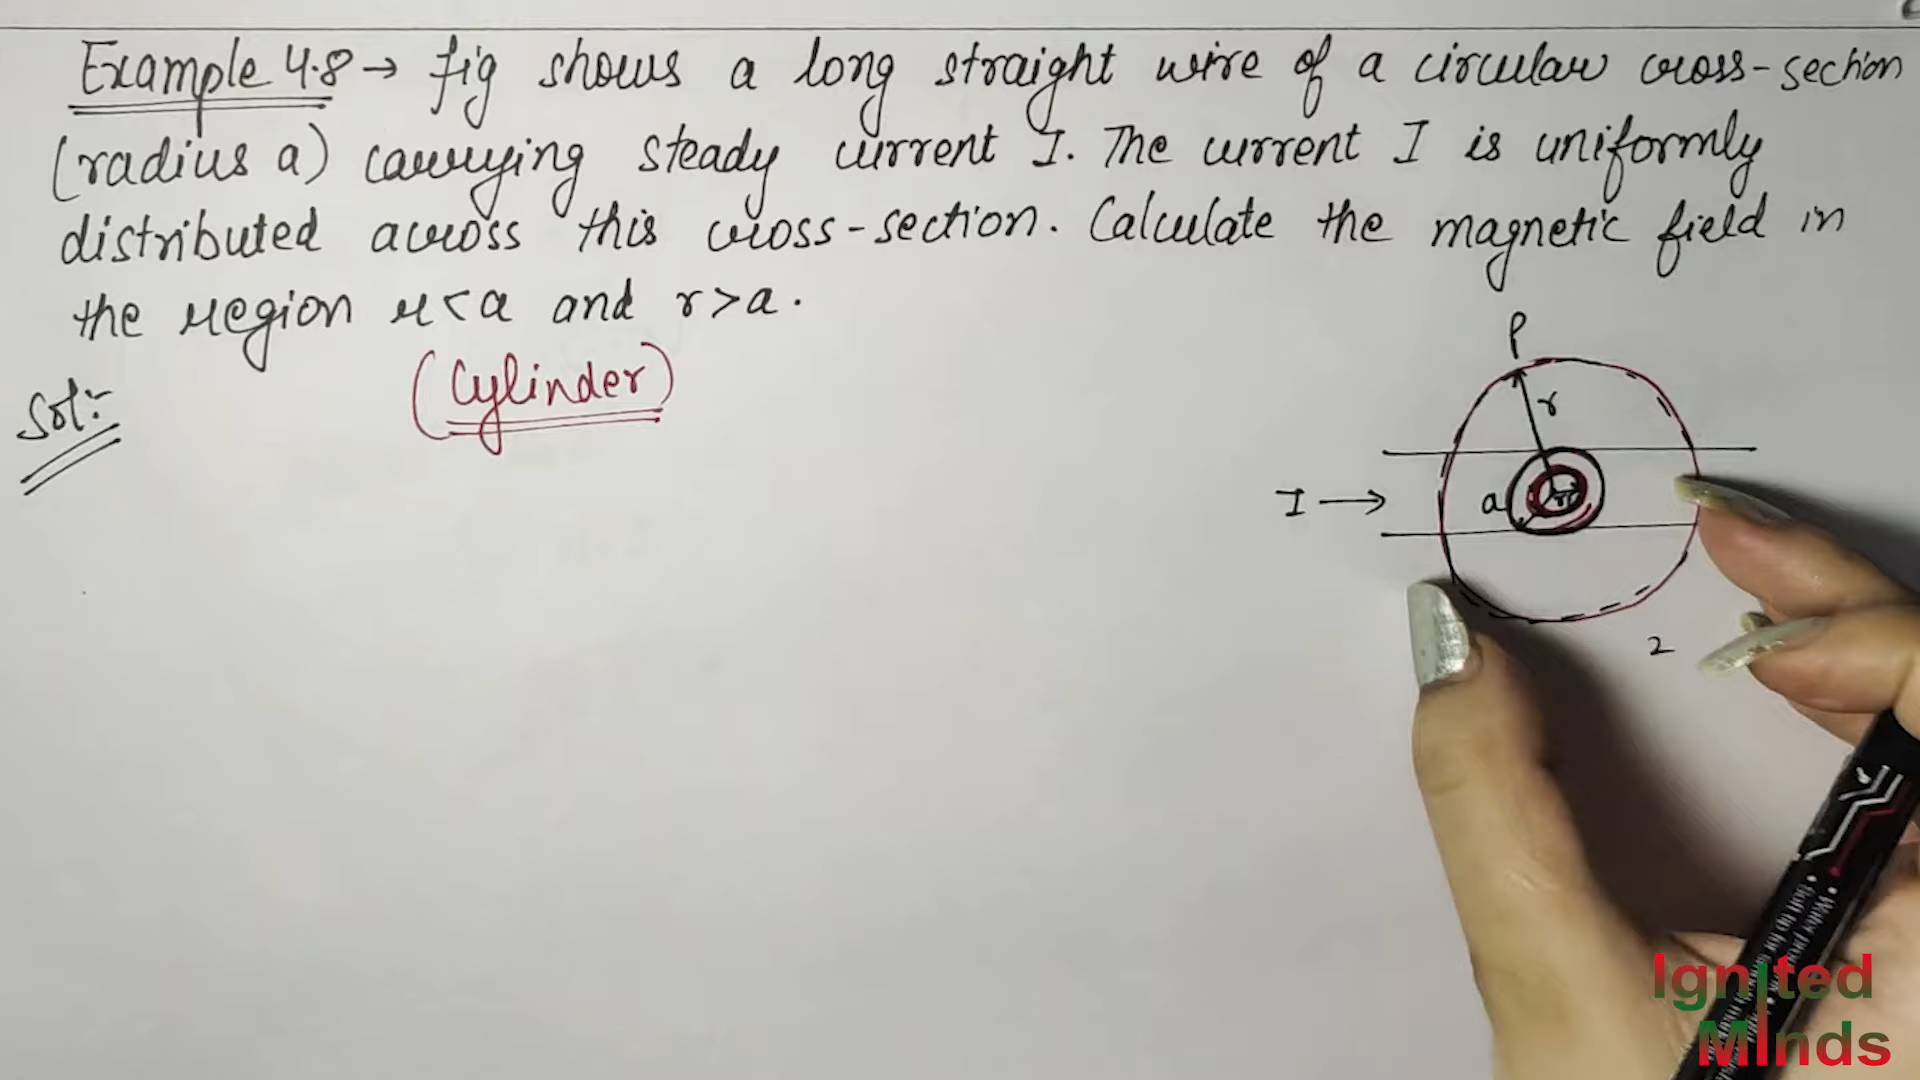 Example 4.8 → fig shows a long straight wire of a circular cross-section
(radius a) carrying steady current I. The current I is uniformly
distributed across this cross-section. Calculate the magnetic field in
the region r<a and r>a.
(Cylinder)
Sol:-
P
r
I →
a
2
Ignited
Minds